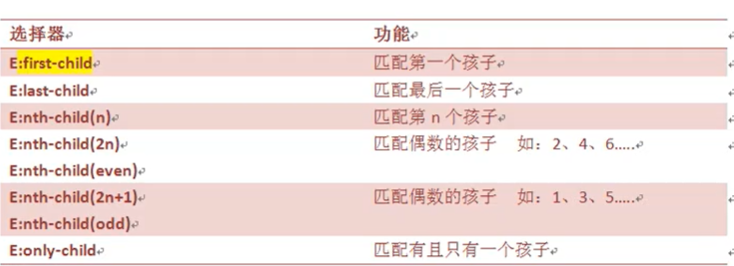 选择器 功能
E:first-child 匹配第一个孩子
E:last-child 匹配最后一个孩子
E:nth-child(n) 匹配第 n 个孩子
E:nth-child(2n) 匹配偶数的孩子 如：2、4、6…..
E:nth-child(even)
E:nth-child(2n+1) 匹配偶数的孩子 如：1、3、5…..
E:nth-child(odd)
E:only-child 匹配有且只有一个孩子